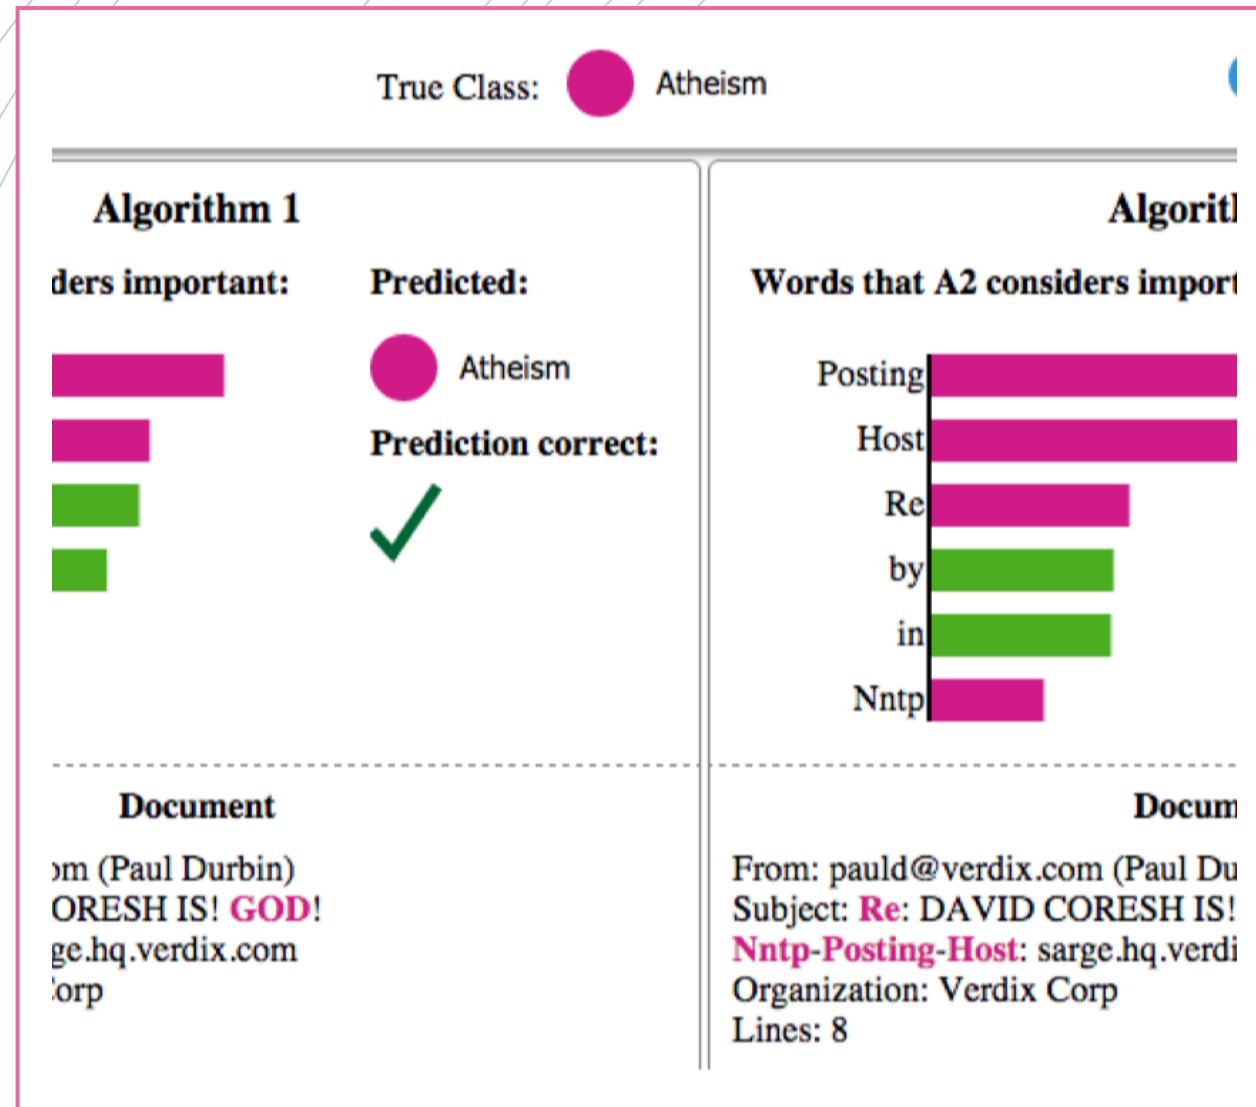 True Class: Atheism
Algorithm 1
ders important:
Predicted:
Atheism
Prediction correct:
Document
om (Paul Durbin)
ORESH IS! GOD!
ge.hq.verdix.com
orp
Algorith
Words that A2 considers import
Posting
Host
Re
by
in
Nntp
Docum
From: pauld@verdix.com (Paul Du
Subject: Re: DAVID CORESH IS!
Nntp-Posting-Host: sarge.hq.verdi
Organization: Verdix Corp
Lines: 8